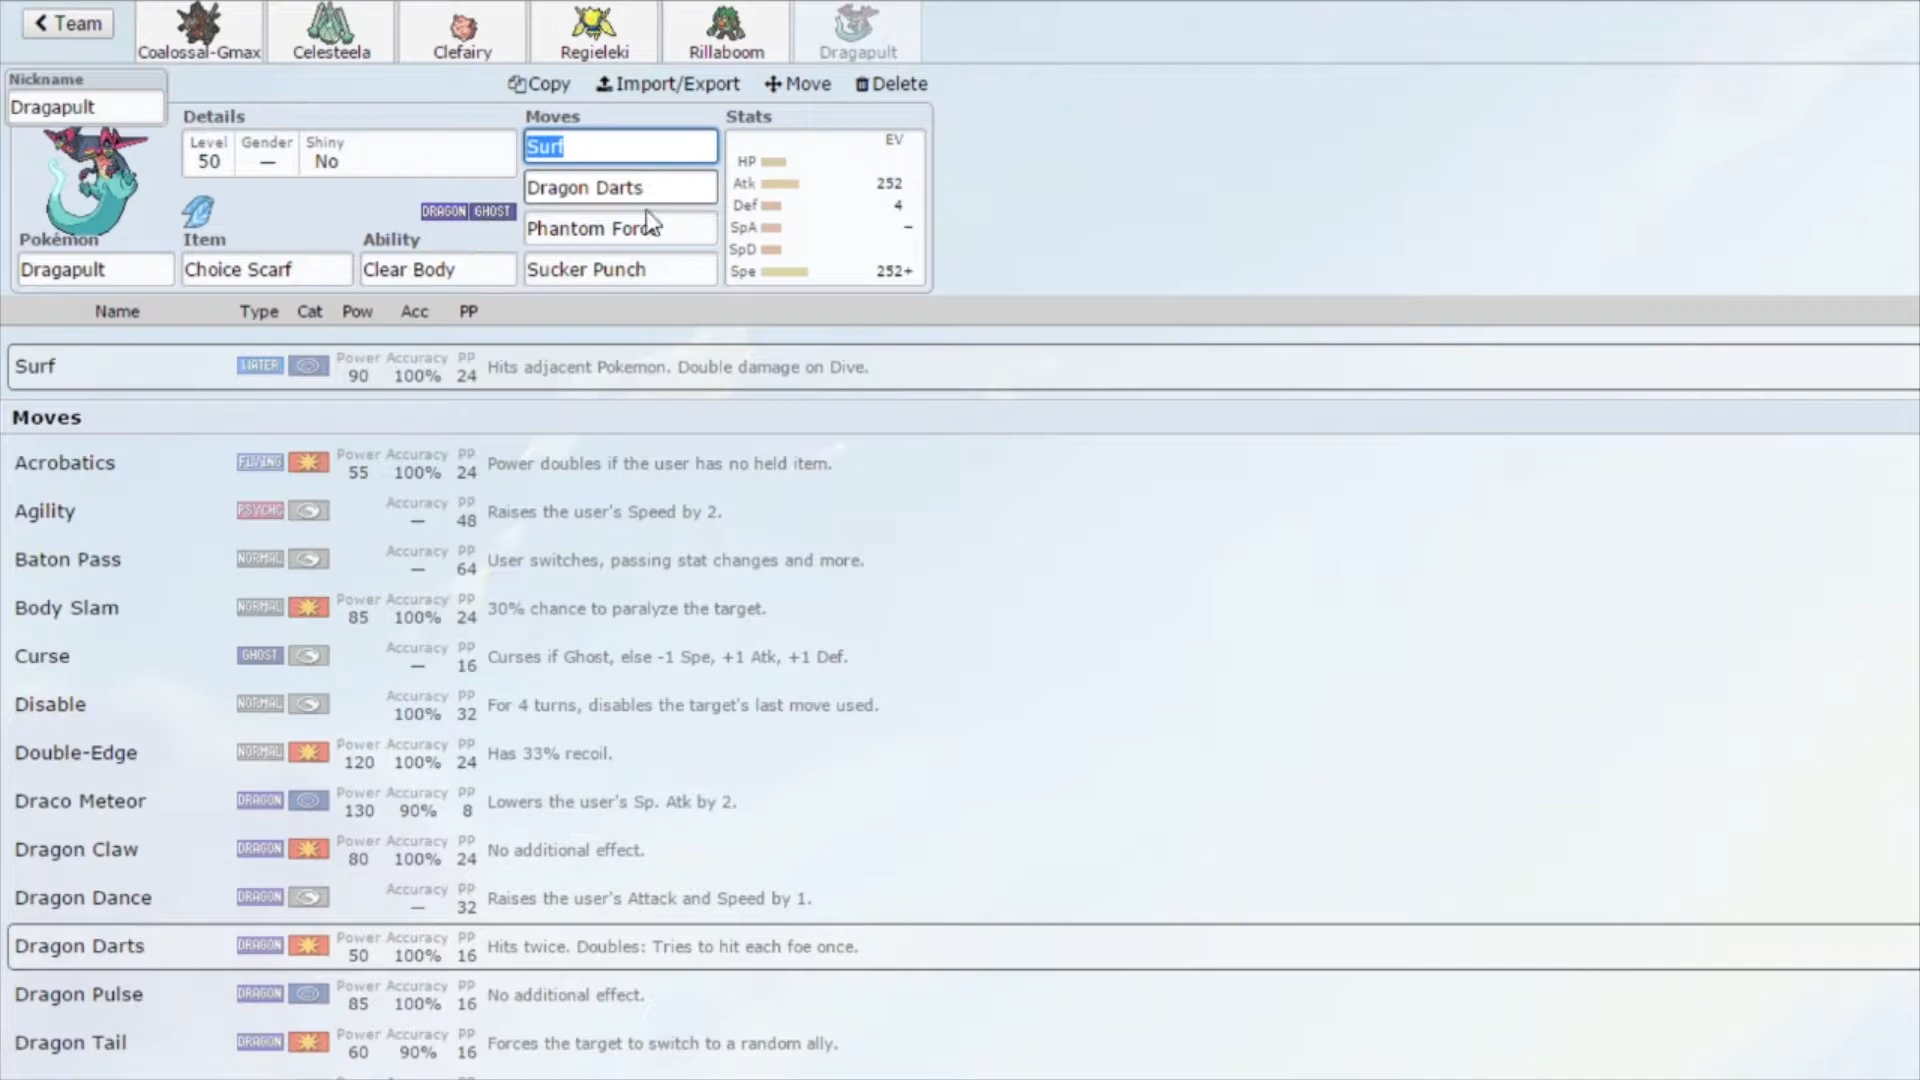 Team
Coalossal-Gmax
Celesteela
Clefairy
Regieleki
Rillaboom
Dragapult
Nickname
Dragapult
Copy Import/Export Move Delete
Details Moves Stats
Level Gender Shiny
50 — No
Surf
Dragon Darts
Sucker Punch
EV
HP
Atk 252
Def 4
SpA –
SpD
Spe 252+
DRAGON GHOST
Pokémon Item Ability
Dragapult Choice Scarf Clear Body
Name Type Cat Pow Acc PP
Surf WATER Power 90 Accuracy 100% PP 24 Hits adjacent Pokemon. Double damage on Dive.
Moves
Acrobatics FLYING Power 55 Accuracy 100% PP 24 Power doubles if the user has no held item.
Agility PSYCHC Accuracy — PP 48 Raises the user's Speed by 2.
Baton Pass NORMAL Accuracy — PP 64 User switches, passing stat changes and more.
Body Slam NORMAL Power 85 Accuracy 100% PP 24 30% chance to paralyze the target.
Curse GHOST Accuracy — PP 16 Curses if Ghost, else -1 Spe, +1 Atk, +1 Def.
Disable NORMAL Accuracy 100% PP 32 For 4 turns, disables the target's last move used.
Double-Edge NORMAL Power 120 Accuracy 100% PP 24 Has 33% recoil.
Draco Meteor DRAGON Power 130 Accuracy 90% PP 8 Lowers the user's Sp. Atk by 2.
Dragon Claw DRAGON Power 80 Accuracy 100% PP 24 No additional effect.
Dragon Dance DRAGON Accuracy — PP 32 Raises the user's Attack and Speed by 1.
Dragon Darts DRAGON Power 50 Accuracy 100% PP 16 Hits twice. Doubles: Tries to hit each foe once.
Dragon Pulse DRAGON Power 85 Accuracy 100% PP 16 No additional effect.
Dragon Tail DRAGON Power 60 Accuracy 90% PP 16 Forces the target to switch to a random ally.